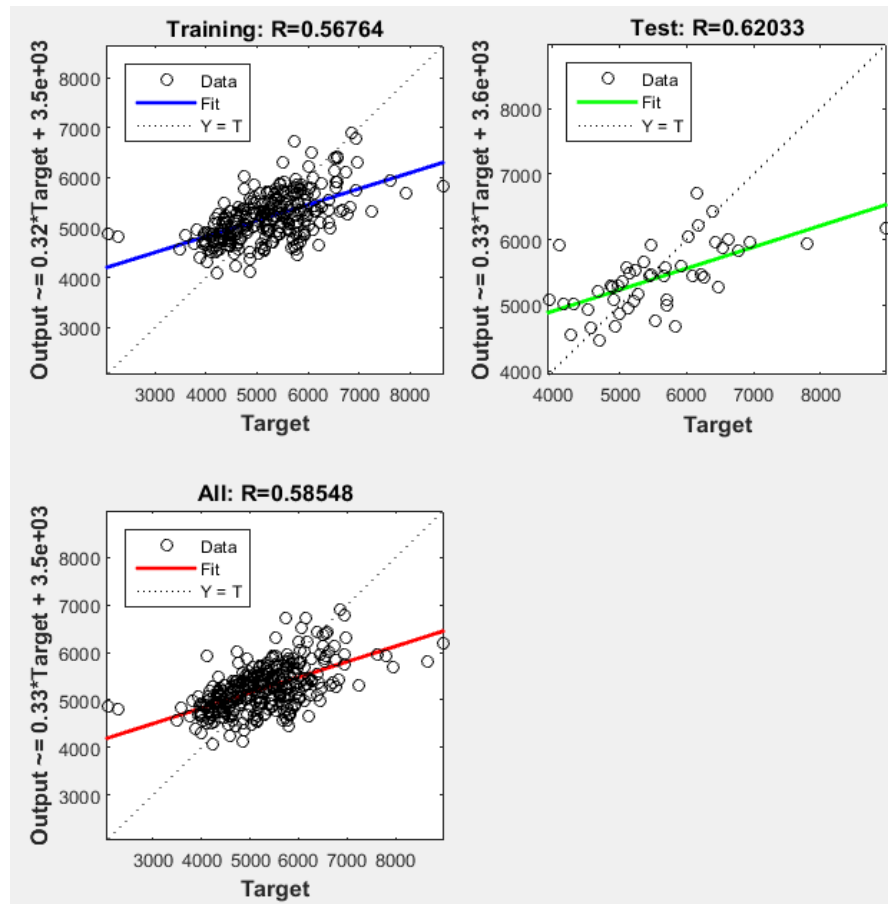 Training: R=0.56764
Output ~= 0.32*Target + 3.5e+03
8000
7000
6000
5000
4000
3000
Data
Fit
Y = T
3000 4000 5000 6000 7000 8000
Target
Test: R=0.62033
Output ~= 0.33*Target + 3.6e+03
8000
7000
6000
5000
4000
Data
Fit
Y = T
4000 5000 6000 7000 8000
Target
All: R=0.58548
Output ~= 0.33*Target + 3.5e+03
8000
7000
6000
5000
4000
3000
Data
Fit
Y = T
3000 4000 5000 6000 7000 8000
Target